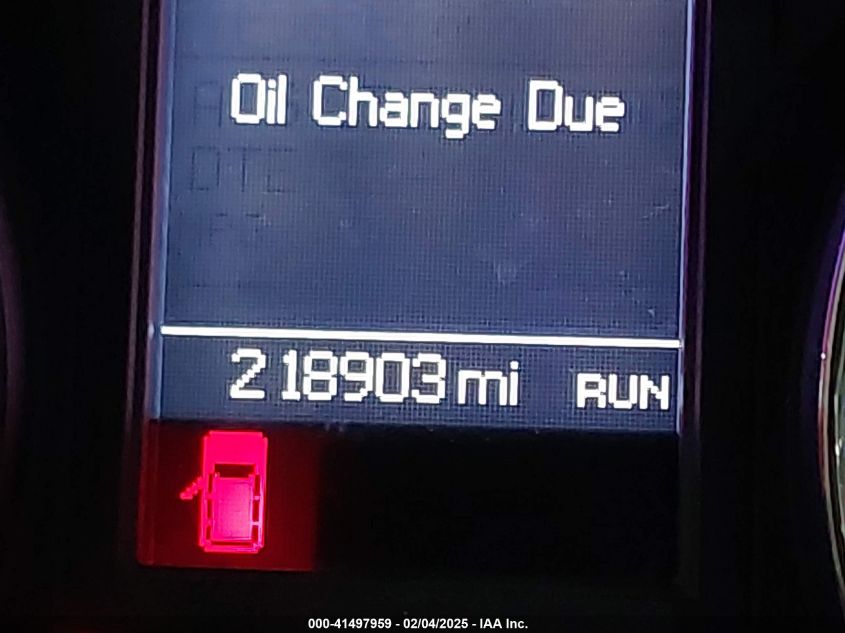 Oil Change Due
218903 mi RUN
000-41497959 - 02/04/2025 - IAA Inc.